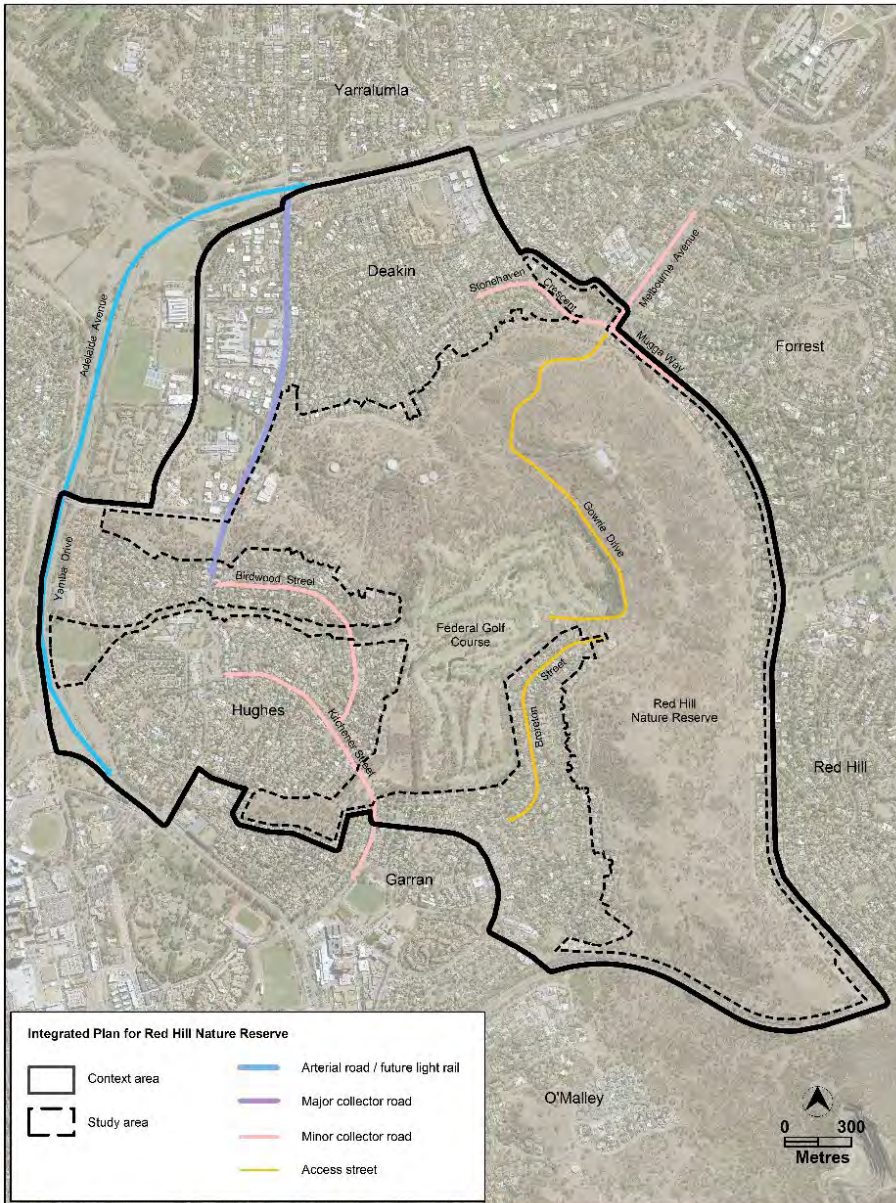 Yarralumla
Deakin
Stonehaven
Crescent
Melbourne Avenue
Mugga Way
Forrest
Adelaide Avenue
Gowrie Drive
Yamba Drive
Birdwood Street
Federal Golf
Course
Street
Brereton
Red Hill
Nature Reserve
Hughes
Kitchener Street
Red Hill
Garran
Integrated Plan for Red Hill Nature Reserve
Context area
Study area
Arterial road / future light rail
Major collector road
Minor collector road
Access street
O'Malley
0 300
Metres